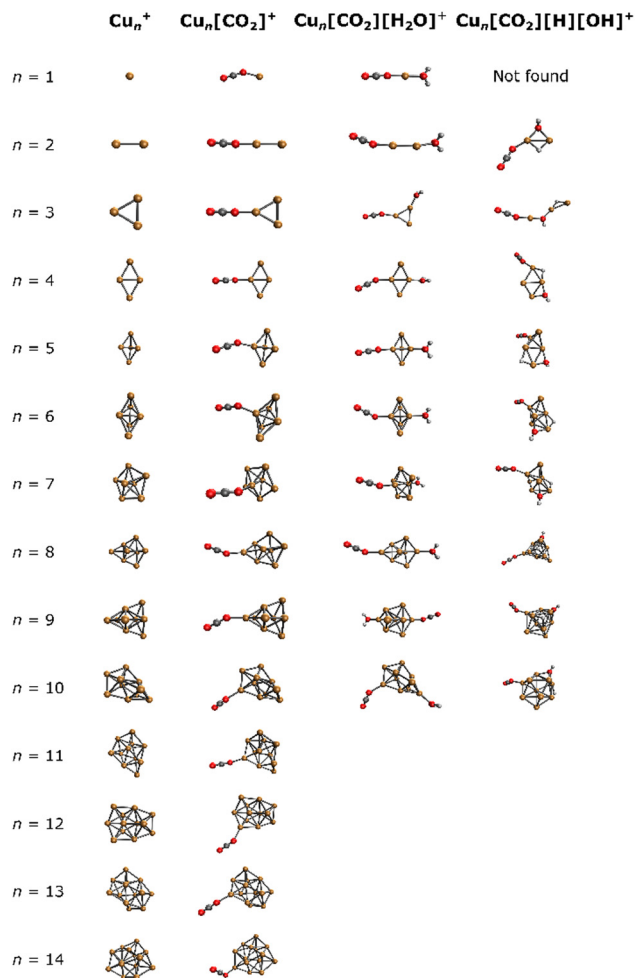 Cuₙ⁺ Cuₙ[CO₂]⁺ Cuₙ[CO₂][H₂O]⁺ Cuₙ[CO₂][H][OH]⁺
n = 1 Not found
n = 2
n = 3
n = 4
n = 5
n = 6
n = 7
n = 8
n = 9
n = 10
n = 11
n = 12
n = 13
n = 14